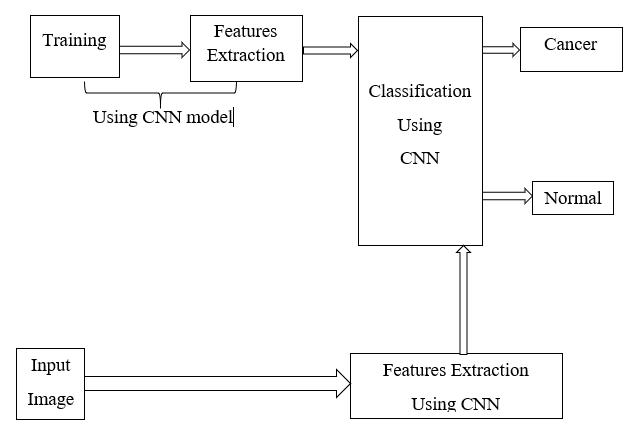 Training
Features
Extraction
Using CNN model
Classification
Using
CNN
Cancer
Normal
Input
Image
Features Extraction
Using CNN